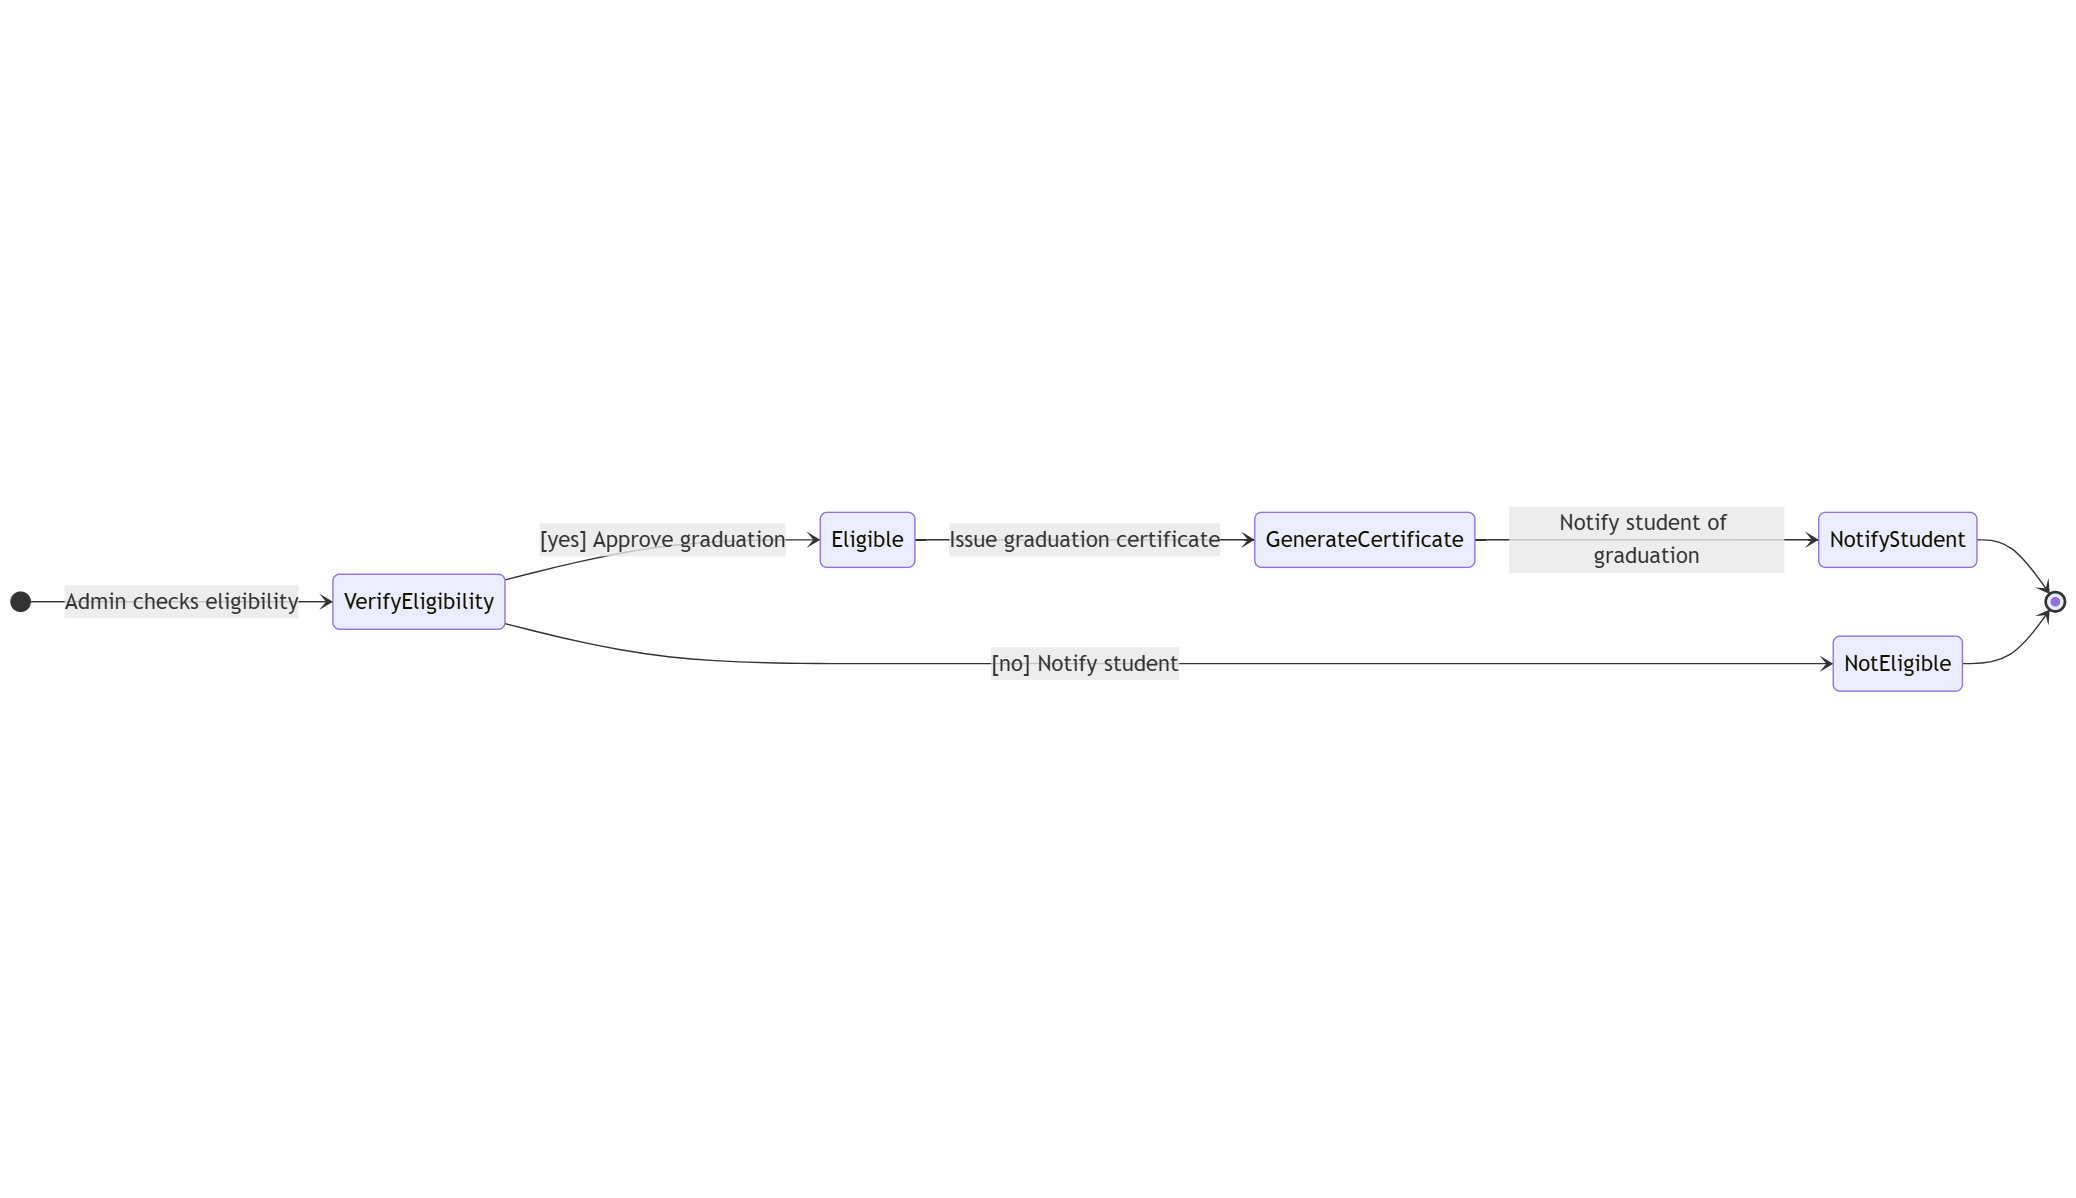 Admin checks eligibility
VerifyEligibility
[yes] Approve graduation
Eligible
Issue graduation certificate
GenerateCertificate
Notify student of
graduation
NotifyStudent
[no] Notify student
NotEligible